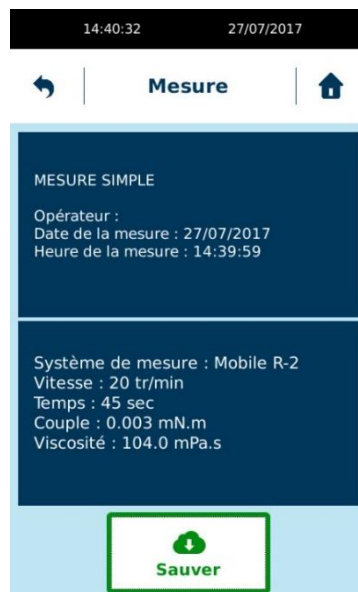 14:40:32 27/07/2017
Mesure
MESURE SIMPLE
Opérateur :
Date de la mesure : 27/07/2017
Heure de la mesure : 14:39:59
Système de mesure : Mobile R-2
Vitesse : 20 tr/min
Temps : 45 sec
Couple : 0.003 mN.m
Viscosité : 104.0 mPa.s
Sauver